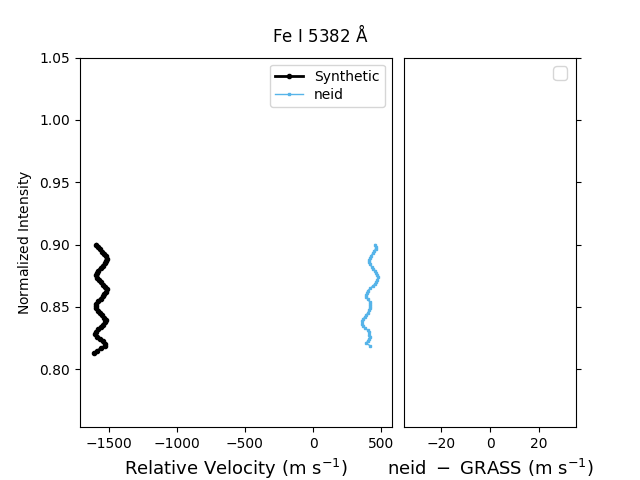 Fe I 5382 Å
1.05
1.00
0.95
0.90
0.85
0.80
Normalized Intensity
Synthetic
neid
−1500 −1000 −500 0 500
−20 0 20
Relative Velocity (m s⁻¹)
neid − GRASS (m s⁻¹)